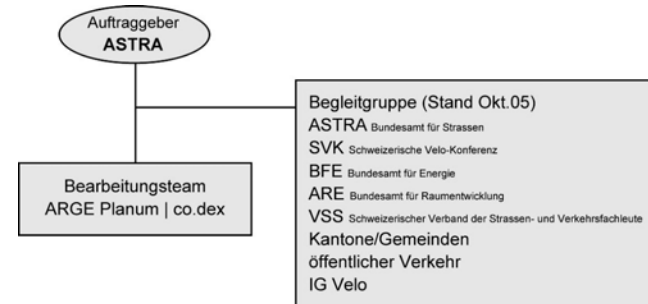 Auftraggeber
ASTRA
Begleitgruppe (Stand Okt.05)
ASTRA Bundesamt für Strassen
SVK Schweizerische Velo-Konferenz
BFE Bundesamt für Energie
ARE Bundesamt für Raumentwicklung
VSS Schweizerischer Verband der Strassen- und Verkehrsfachleute
Kantone/Gemeinden
öffentlicher Verkehr
IG Velo
Bearbeitungsteam
ARGE Planum | co.dex